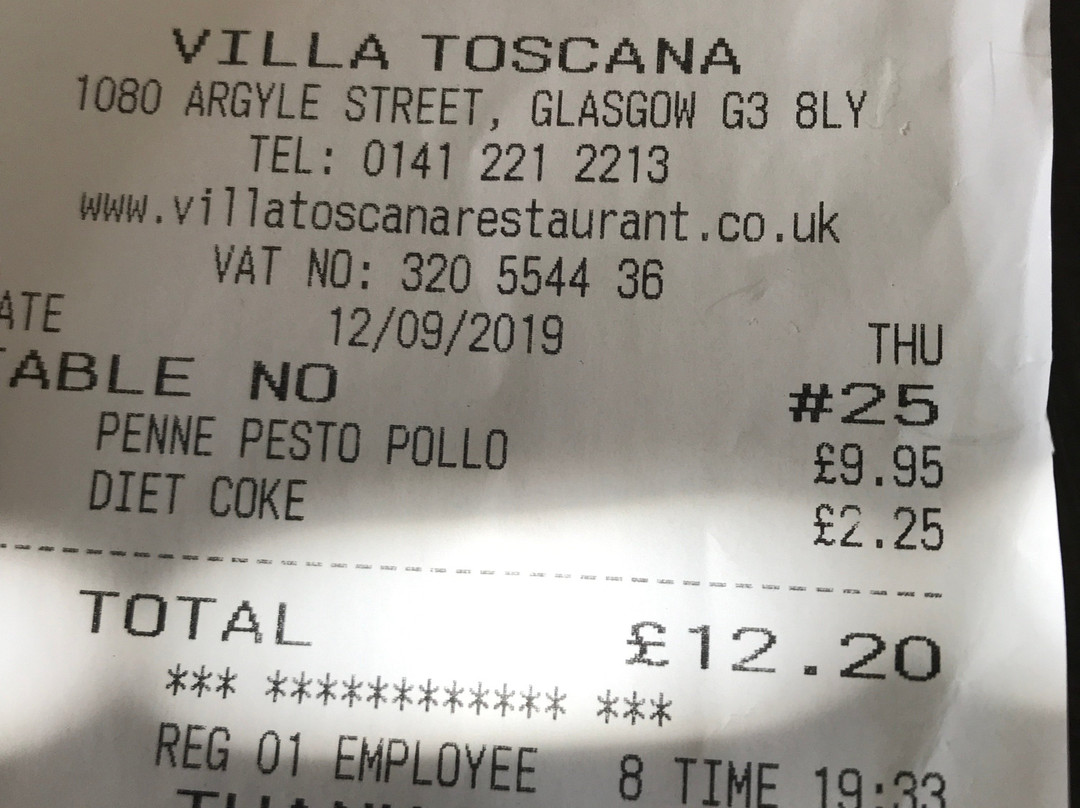 VILLA TOSCANA
1080 ARGYLE STREET, GLASGOW G3 8LY
TEL: 0141 221 2213
www.villatoscanarestaurant.co.uk
VAT NO: 320 5544 36
ATE 12/09/2019 THU
TABLE NO #25
PENNE PESTO POLLO £9.95
DIET COKE £2.25
TOTAL £12.20
*** ************ ***
REG 01 EMPLOYEE 8 TIME 19:33